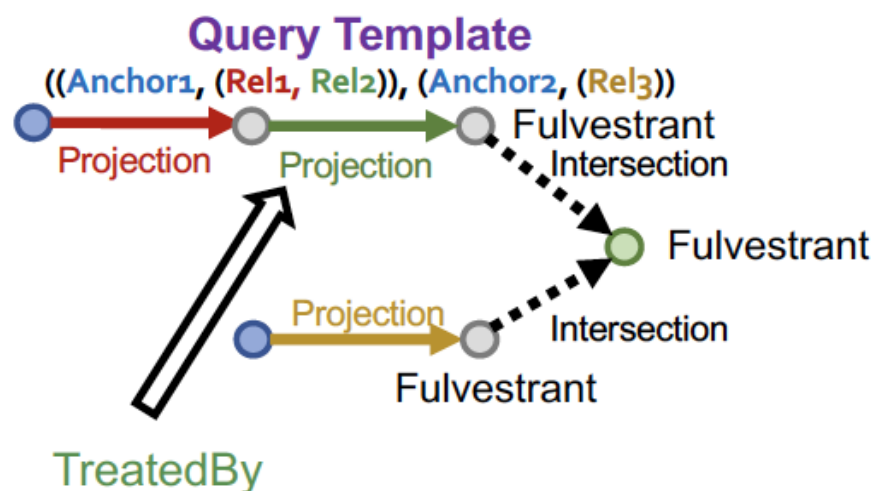 Query Template
((Anchor1, (Rel1, Rel2)), (Anchor2, (Rel3))
Fulvestrant
Projection
Projection
Intersection
Fulvestrant
Projection
Intersection
Fulvestrant
TreatedBy